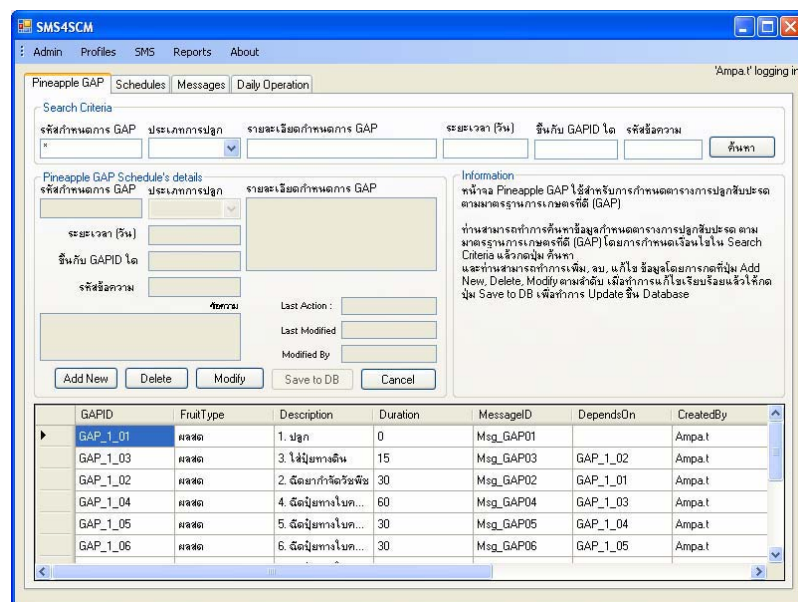 SMS4SCM
Admin Profiles SMS Reports About
'Ampa.t' logging in
Pineapple GAP Schedules Messages Daily Operation
Search Criteria
รหัสกำหนดการ GAP ประเภทการปลูก รายละเอียดกำหนดการ GAP ระยะเวลา (วัน) ขึ้นกับ GAPID ใด รหัสข้อความ
* ค้นหา
Pineapple GAP Schedule's details
รหัสกำหนดการ GAP ประเภทการปลูก รายละเอียดกำหนดการ GAP
ระยะเวลา (วัน)
ขึ้นกับ GAPID ใด
รหัสข้อความ
ข้อความ
Last Action :
Last Modified
Modified By
Add New Delete Modify Save to DB Cancel
Information
หน้าจอ Pineapple GAP ใช้สำหรับการกำหนดตารางการปลูกสับปะรด
ตามมาตรฐานการเกษตรที่ดี (GAP)
ท่านสามารถทำการค้นหาข้อมูลกำหนดตารางการปลูกสับปะรด ตาม
มาตรฐานการเกษตรที่ดี (GAP) โดยการกำหนดเงื่อนไขใน Search
Criteria แล้วกดปุ่ม ค้นหา
และท่านสามารถทำการเพิ่ม, ลบ, แก้ไข ข้อมูลโดยการกดที่ปุ่ม Add
New, Delete, Modify ตามลำดับ เมื่อทำการแก้ไขเรียบร้อยแล้วให้กด
ปุ่ม Save to DB เพื่อทำการ Update ขึ้น Database
GAPID FruitType Description Duration MessageID DependsOn CreatedBy
GAP_1_01 ผลสด 1. ปลูก 0 Msg_GAP01 Ampa.t
GAP_1_03 ผลสด 3. ใส่ปุ๋ยทางดิน 15 Msg_GAP03 GAP_1_02 Ampa.t
GAP_1_02 ผลสด 2. ฉีดยากำจัดวัชพืช 30 Msg_GAP02 GAP_1_01 Ampa.t
GAP_1_04 ผลสด 4. ฉีดปุ๋ยทางใบค... 60 Msg_GAP04 GAP_1_03 Ampa.t
GAP_1_05 ผลสด 5. ฉีดปุ๋ยทางใบค... 30 Msg_GAP05 GAP_1_04 Ampa.t
GAP_1_06 ผลสด 6. ฉีดปุ๋ยทางใบค... 30 Msg_GAP06 GAP_1_05 Ampa.t